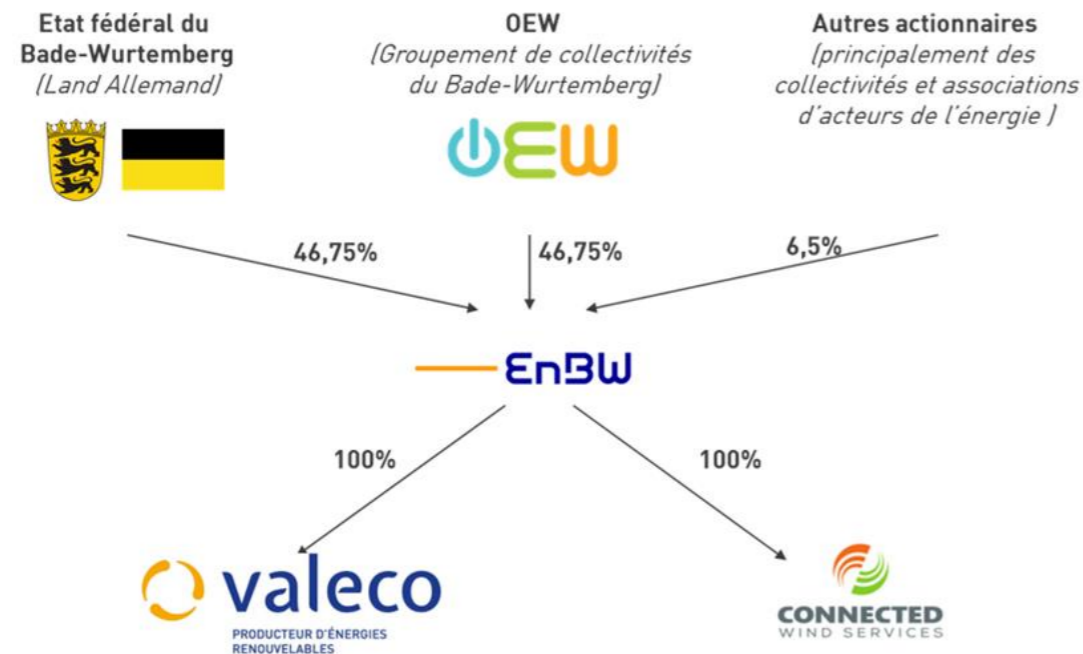 Etat fédéral du
Bade-Wurtemberg
(Land Allemand)
OEW
(Groupement de collectivités
du Bade-Wurtemberg)
OEW
Autres actionnaires
(principalement des
collectivités et associations
d'acteurs de l'énergie )
46,75%
46,75%
6,5%
EnBW
100%
100%
valeco
PRODUCTEUR D'ÉNERGIES
RENOUVELABLES
CONNECTED
WIND SERVICES